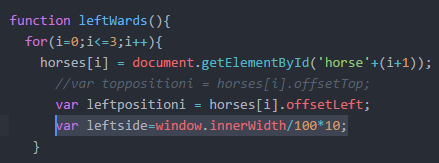 function leftWards(){
for(i=0;i<=3;i++){
horses[i] = document.getElementById('horse'+(i+1));
//var toppositioni = horses[i].offsetTop;
var leftpositioni = horses[i].offsetLeft;
var leftside=window.innerWidth/100*10;
}